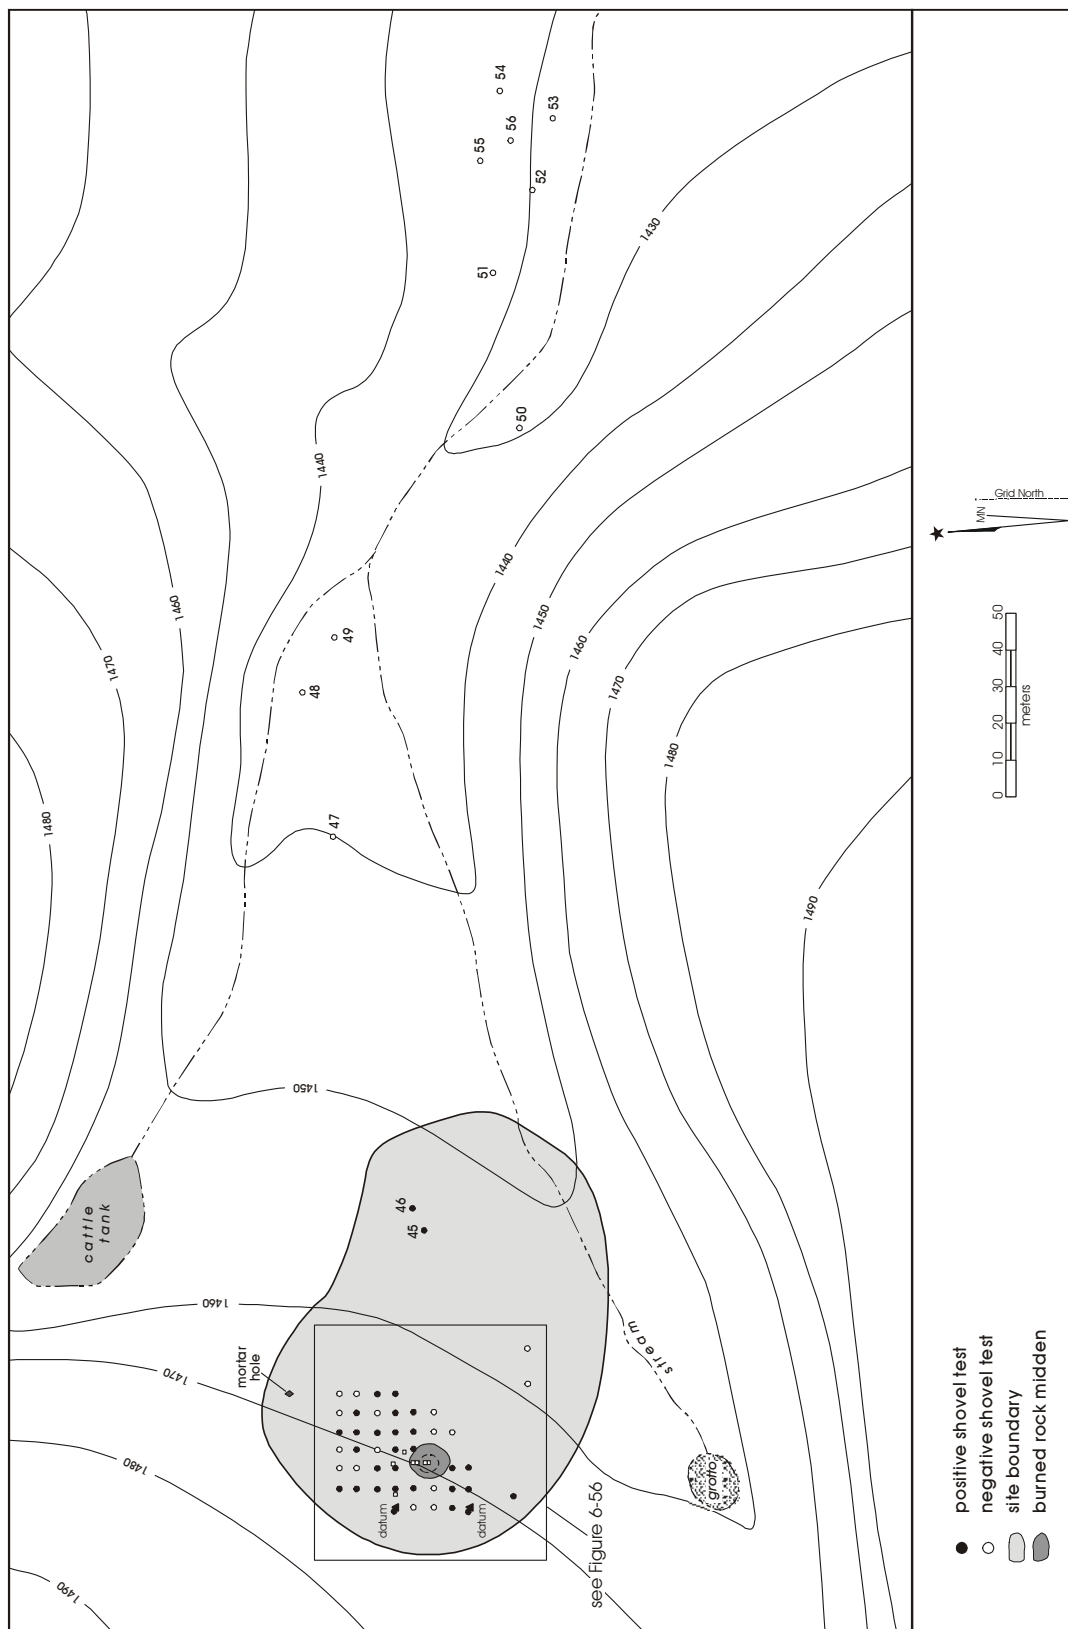 1490
1480
1470
1460
1450
mortar
hole
datum
datum
see Figure 6-56
cattle
tank
45
46
stream
grotto
1480
1470
1460
1440
47
48
49
50
51
52
53
54
55
56
1430
1440
1450
1460
1470
1480
1490
positive shovel test
negative shovel test
site boundary
burned rock midden
0 10 20 30 40 50
meters
MN
Grid North